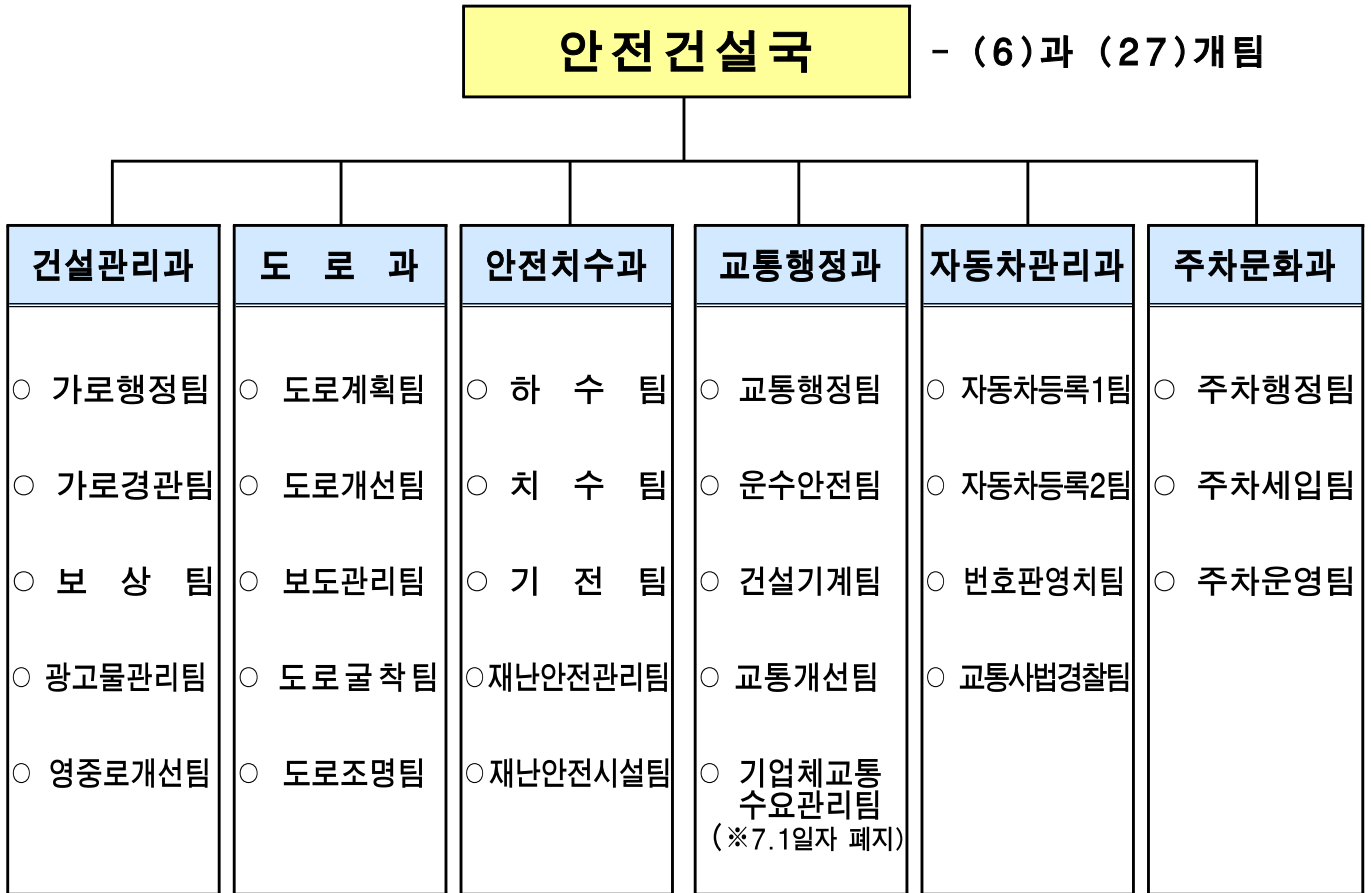 안전건설국 - (6)과 (27)개팀
건설관리과
○ 가로행정팀
○ 가로경관팀
○ 보 상 팀
○ 광고물관리팀
○ 영중로개선팀
도 로 과
○ 도로계획팀
○ 도로개선팀
○ 보도관리팀
○ 도로굴착팀
○ 도로조명팀
안전치수과
○ 하 수 팀
○ 치 수 팀
○ 기 전 팀
○ 재난안전관리팀
○ 재난안전시설팀
교통행정과
○ 교통행정팀
○ 운수안전팀
○ 건설기계팀
○ 교통개선팀
○ 기업체교통
수요관리팀
(※7.1일자 폐지)
자동차관리과
○ 자동차등록1팀
○ 자동차등록2팀
○ 번호판영치팀
○ 교통사법경찰팀
주차문화과
○ 주차행정팀
○ 주차세입팀
○ 주차운영팀